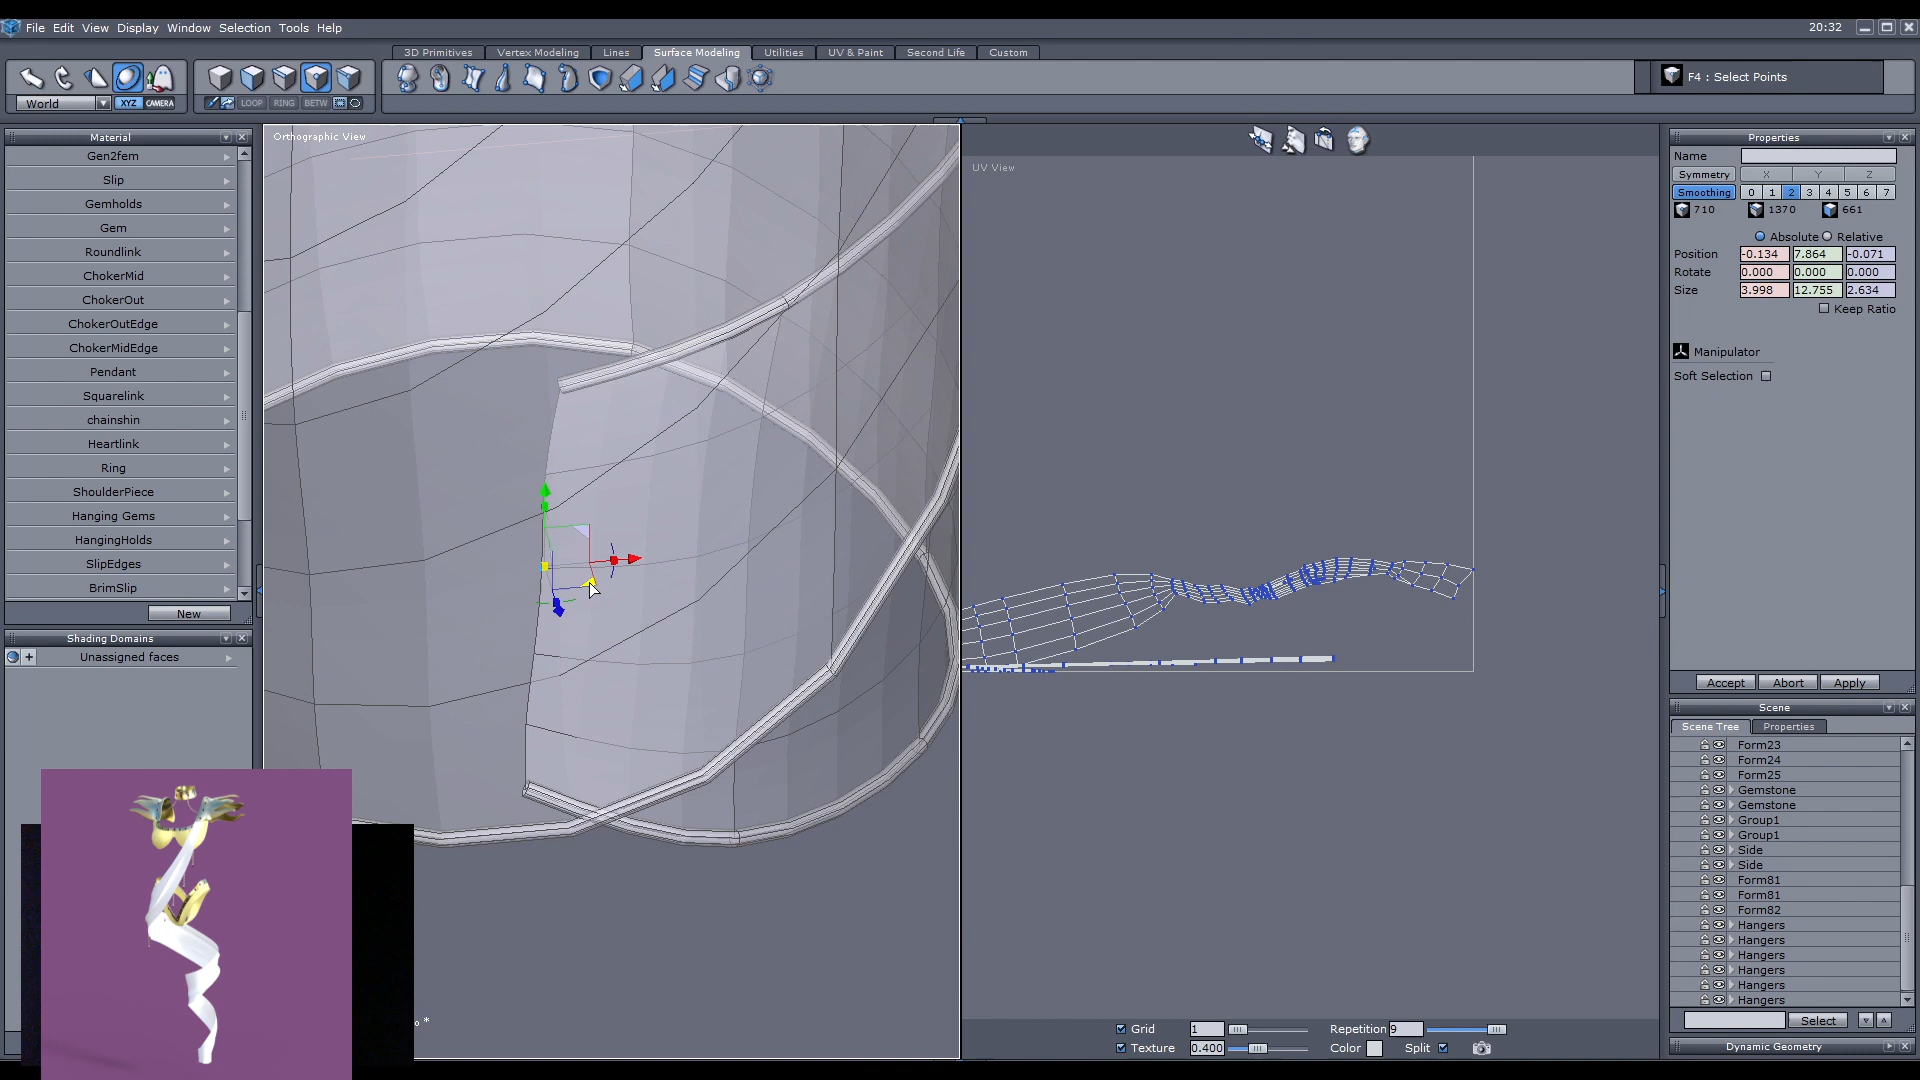 File Edit View Display Window Selection Tools Help
20:32
3D Primitives Vertex Modeling Lines Surface Modeling Utilities UV & Paint Second Life Custom
F4 : Select Points
World XYZ CAMERA LOOP RING BETW
Material
Gen2fem
Slip
Gemholds
Gem
Roundlink
ChokerMid
ChokerOut
ChokerOutEdge
ChokerMidEdge
Pendant
Squarelink
chainshin
Heartlink
Ring
ShoulderPiece
Hanging Gems
HangingHolds
SlipEdges
BrimSlip
New
Shading Domains
Unassigned faces
Orthographic View
o *
UV View
Grid 1 Repetition 9
Texture 0.400 Color Split
Properties
Name
Symmetry X Y Z
Smoothing 0 1 2 3 4 5 6 7
710 1370 661
Absolute Relative
Position -0.134 7.864 -0.071
Rotate 0.000 0.000 0.000
Size 3.998 12.755 2.634
Keep Ratio
Manipulator
Soft Selection
Accept Abort Apply
Scene
Scene Tree Properties
Form23
Form24
Form25
Gemstone
Gemstone
Group1
Group1
Side
Side
Form81
Form81
Form82
Hangers
Hangers
Hangers
Hangers
Hangers
Hangers
Select
Dynamic Geometry